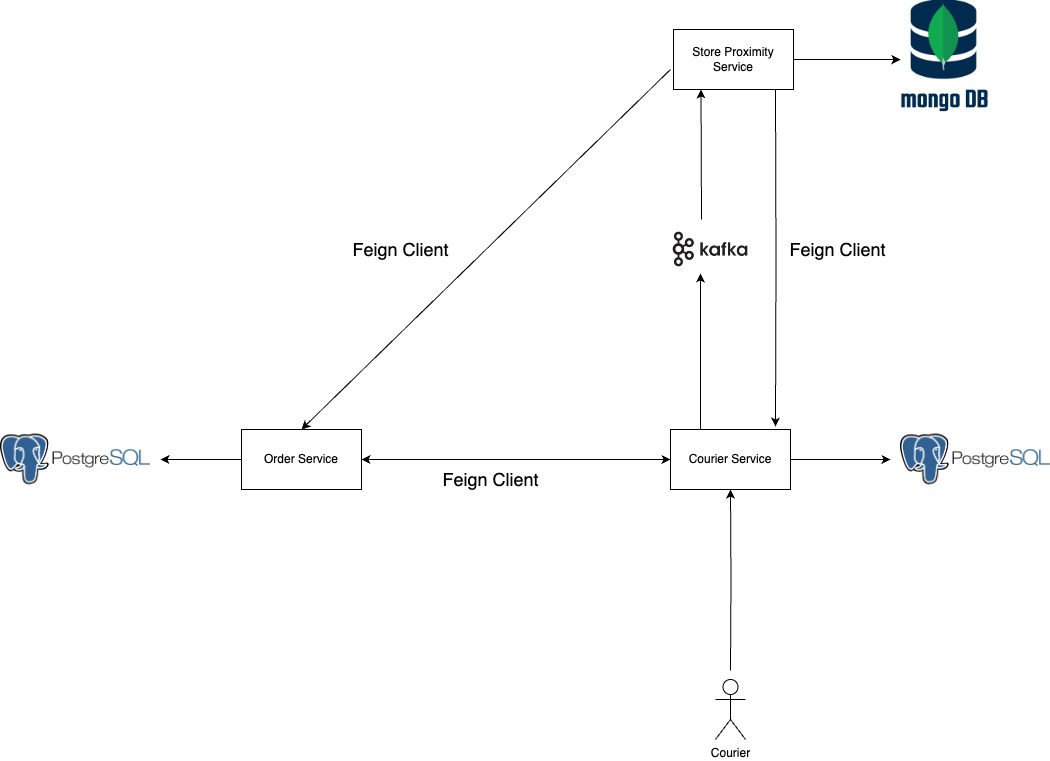 Store Proximity
Service
mongo DB
Feign Client
kafka
Feign Client
PostgreSQL
Order Service
Feign Client
Courier Service
PostgreSQL
Courier